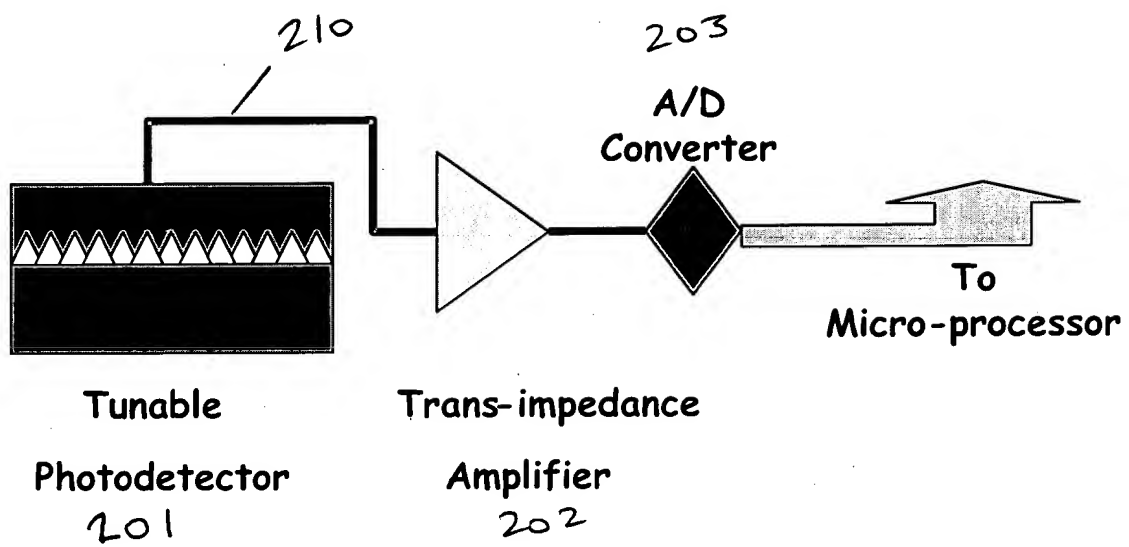 210
203
A/D
Converter
To
Micro-processor
Tunable
Photodetector
201
Trans-impedance
Amplifier
202